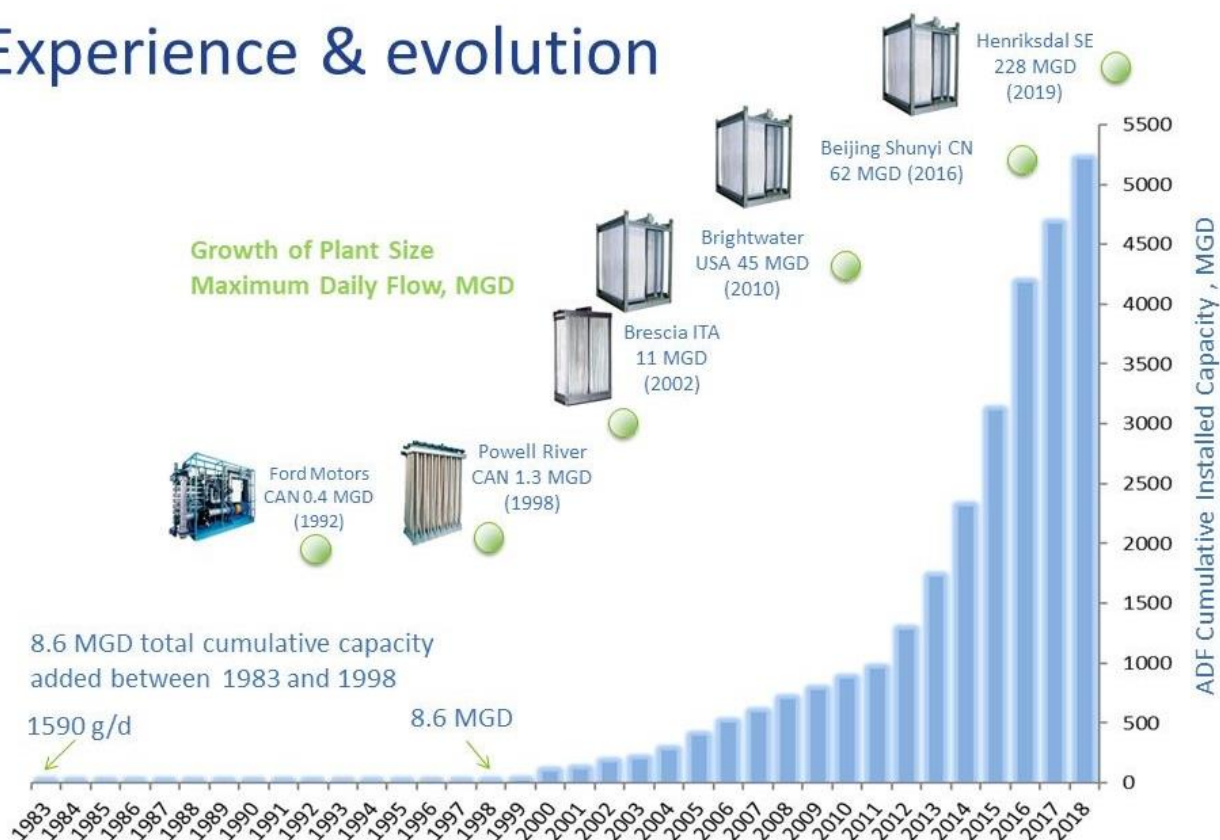 Experience & evolution
Henriksdal SE
228 MGD
(2019)
Beijing Shunyi CN
62 MGD (2016)
Brightwater
USA 45 MGD
(2010)
Growth of Plant Size
Maximum Daily Flow, MGD
Brescia ITA
11 MGD
(2002)
Powell River
CAN 1.3 MGD
(1998)
Ford Motors
CAN 0.4 MGD
(1992)
8.6 MGD total cumulative capacity
added between 1983 and 1998
1590 g/d
8.6 MGD
5500
5000
4500
4000
3500
3000
2500
2000
1500
1000
500
0
ADF Cumulative Installed Capacity , MGD
1983
1984
1985
1986
1987
1988
1989
1990
1991
1992
1993
1994
1995
1996
1997
1998
1999
2000
2001
2002
2003
2004
2005
2006
2007
2008
2009
2010
2011
2012
2013
2014
2015
2016
2017
2018